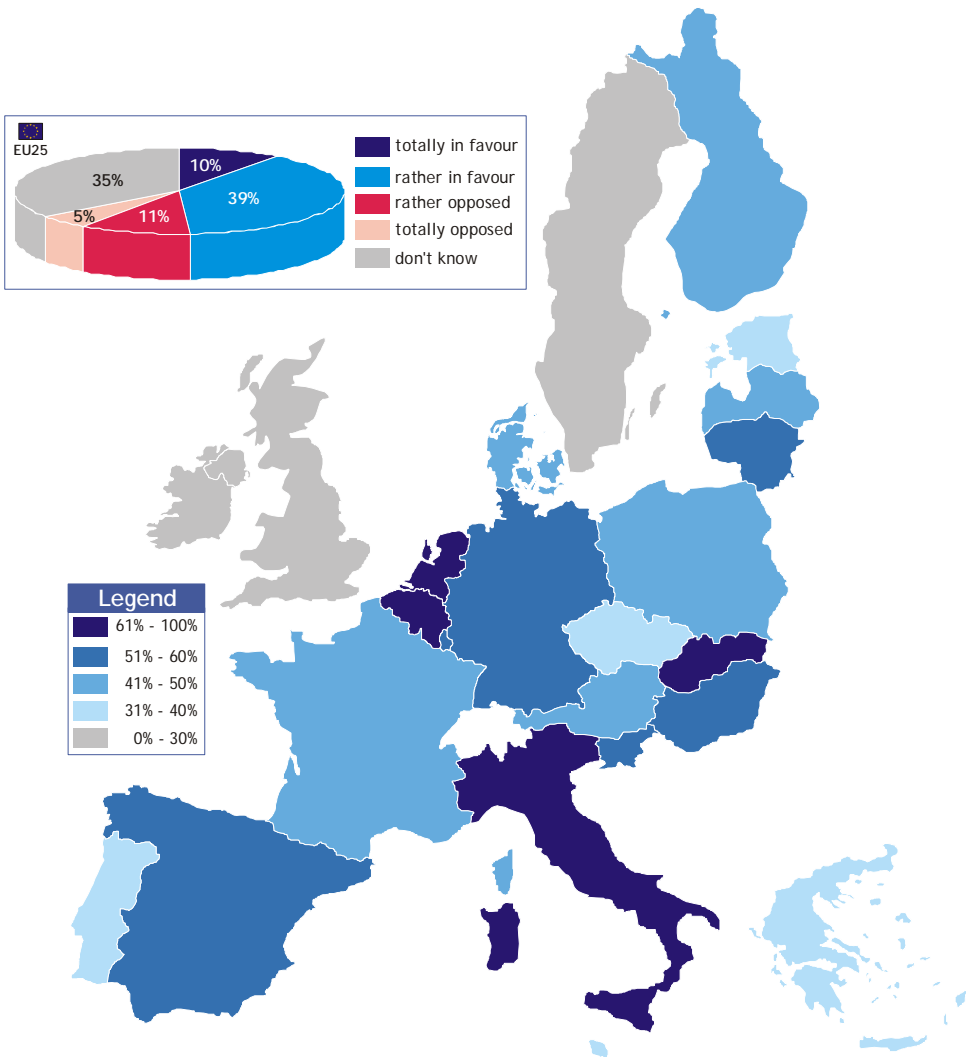 EU25
35%
10%
39%
11%
5%
totally in favour
rather in favour
rather opposed
totally opposed
don't know
Legend
61% - 100%
51% - 60%
41% - 50%
31% - 40%
0% - 30%